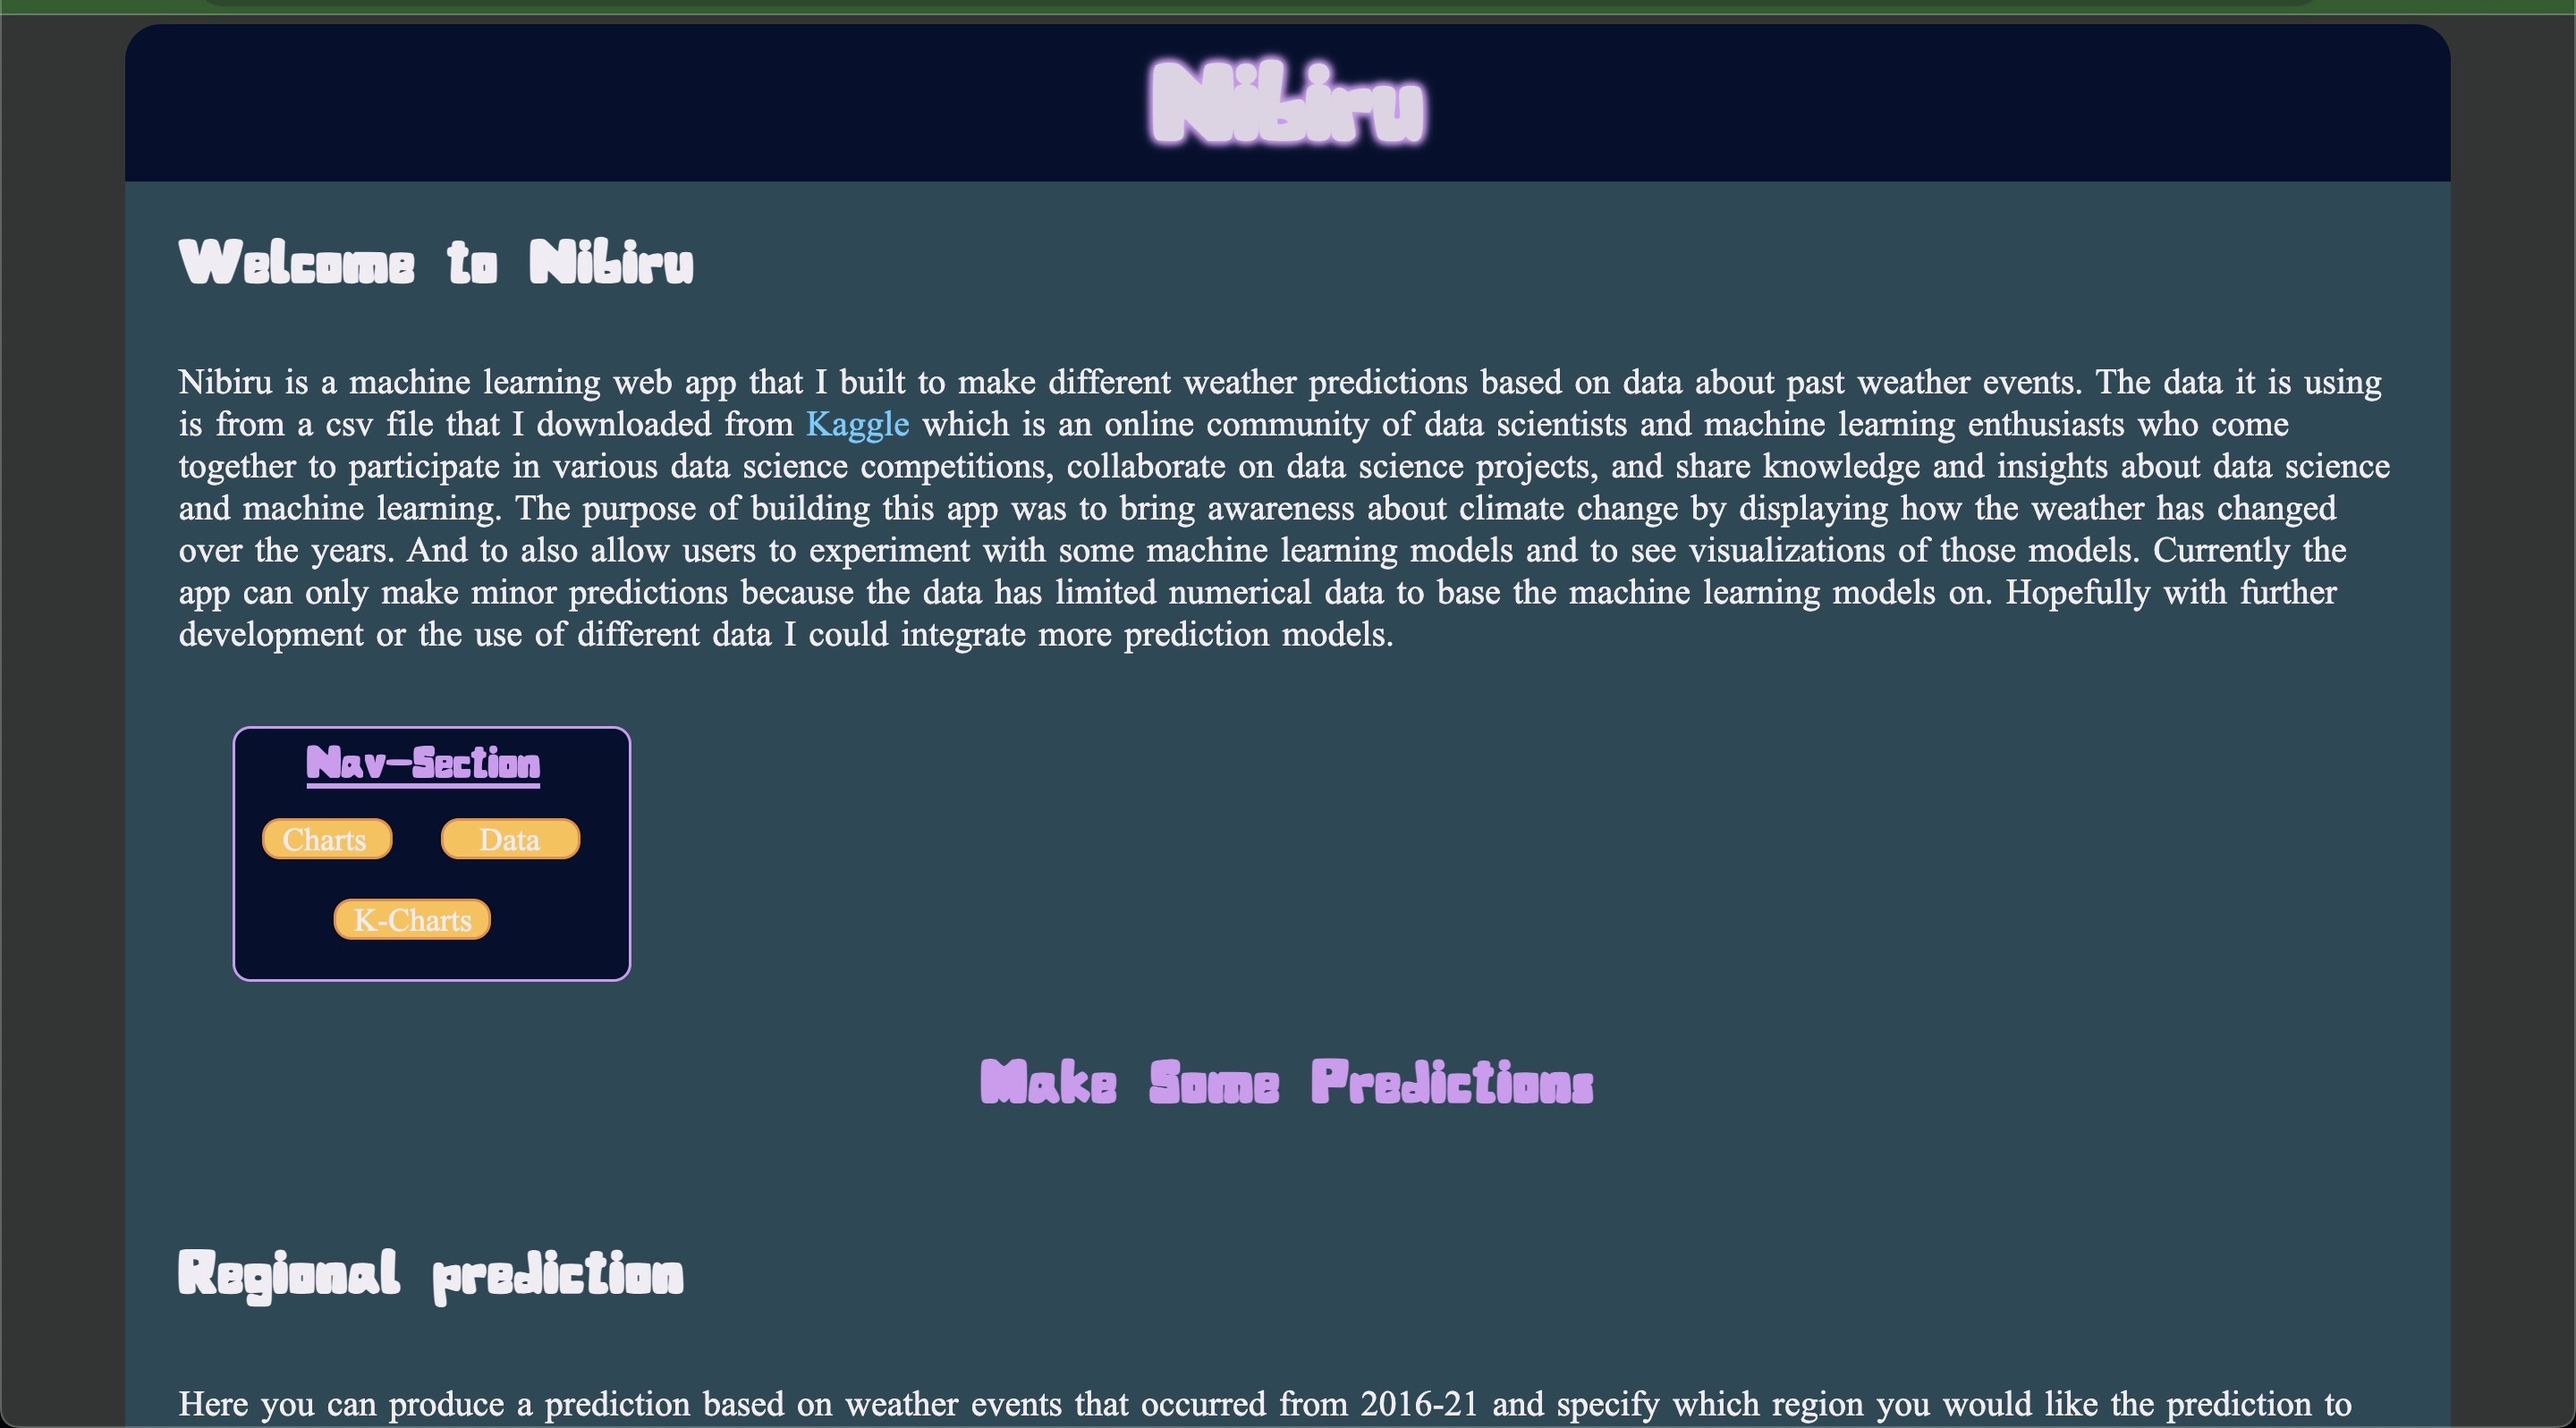 Nibiru
Welcome to Nibiru
Nibiru is a machine learning web app that I built to make different weather predictions based on data about past weather events. The data it is using
is from a csv file that I downloaded from Kaggle which is an online community of data scientists and machine learning enthusiasts who come
together to participate in various data science competitions, collaborate on data science projects, and share knowledge and insights about data science
and machine learning. The purpose of building this app was to bring awareness about climate change by displaying how the weather has changed
over the years. And to also allow users to experiment with some machine learning models and to see visualizations of those models. Currently the
app can only make minor predictions because the data has limited numerical data to base the machine learning models on. Hopefully with further
development or the use of different data I could integrate more prediction models.
Nav-Section
Charts Data
K-Charts
Make Some Predictions
Regional prediction
Here you can produce a prediction based on weather events that occurred from 2016-21 and specify which region you would like the prediction to